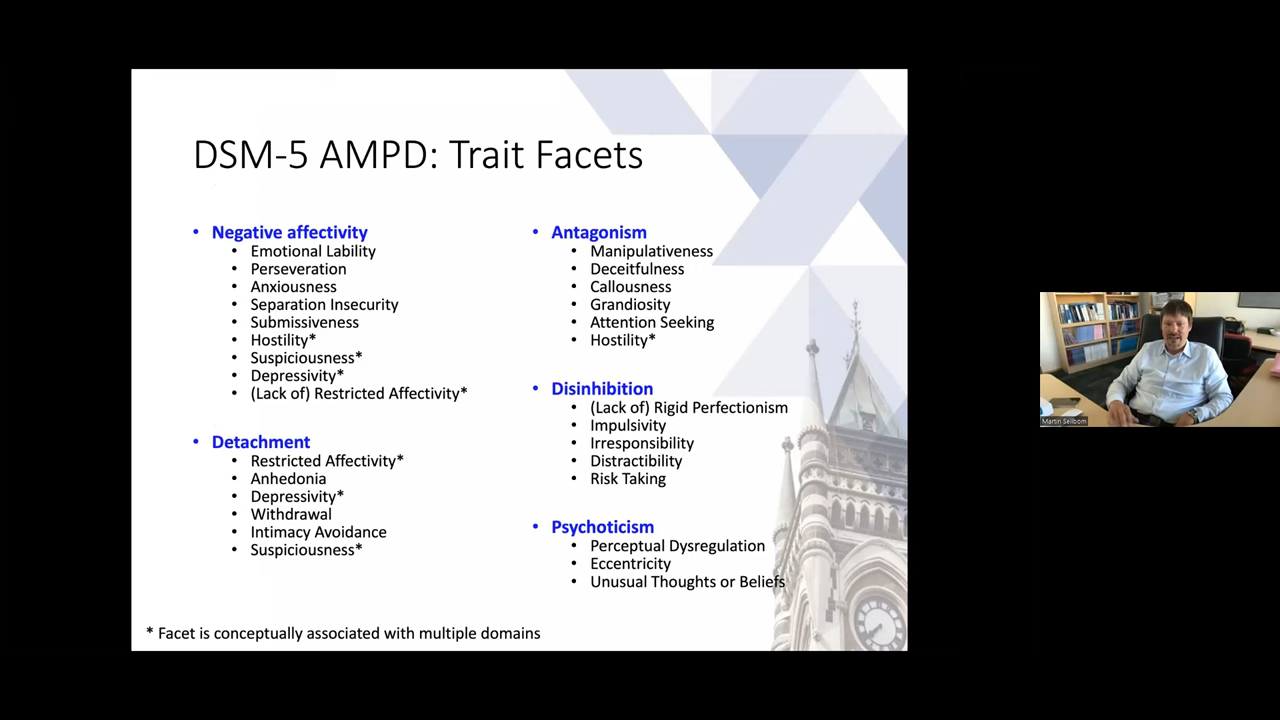 DSM-5 AMPD: Trait Facets
• Negative affectivity
• Emotional Lability
• Perseveration
• Anxiousness
• Separation Insecurity
• Submissiveness
• Hostility*
• Suspiciousness*
• Depressivity*
• (Lack of) Restricted Affectivity*
• Detachment
• Restricted Affectivity*
• Anhedonia
• Depressivity*
• Withdrawal
• Intimacy Avoidance
• Suspiciousness*
• Antagonism
• Manipulativeness
• Deceitfulness
• Callousness
• Grandiosity
• Attention Seeking
• Hostility*
• Disinhibition
• (Lack of) Rigid Perfectionism
• Impulsivity
• Irresponsibility
• Distractibility
• Risk Taking
• Psychoticism
• Perceptual Dysregulation
• Eccentricity
• Unusual Thoughts or Beliefs
* Facet is conceptually associated with multiple domains
Martin Sellbom